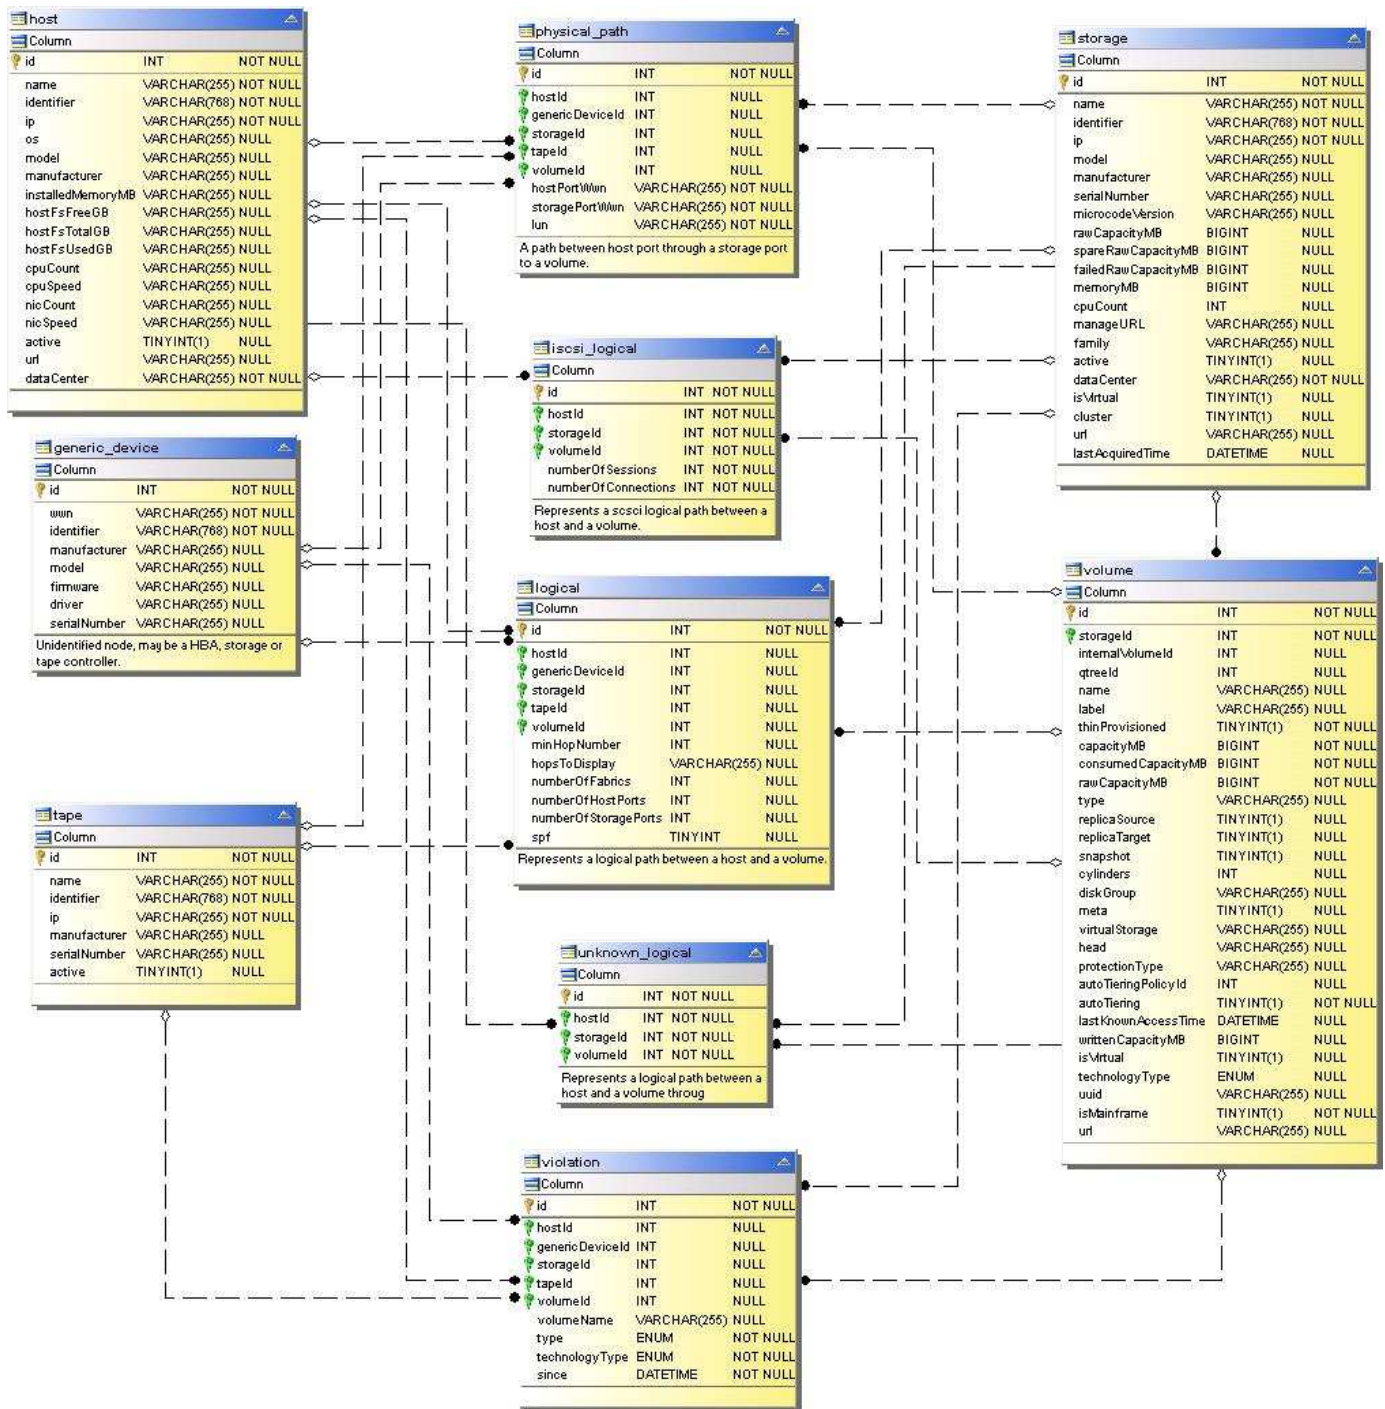 host
Column
id INT NOT NULL
name VARCHAR(255) NOT NULL
identifier VARCHAR(768) NOT NULL
ip VARCHAR(255) NOT NULL
os VARCHAR(255) NULL
model VARCHAR(255) NULL
manufacturer VARCHAR(255) NULL
installedMemoryMB VARCHAR(255) NULL
hostFsFreeGB VARCHAR(255) NULL
hostFsTotalGB VARCHAR(255) NULL
hostFsUsedGB VARCHAR(255) NULL
cpuCount VARCHAR(255) NULL
cpuSpeed VARCHAR(255) NULL
nicCount VARCHAR(255) NULL
nicSpeed VARCHAR(255) NULL
active TINYINT(1) NULL
url VARCHAR(255) NULL
dataCenter VARCHAR(255) NOT NULL
generic_device
Column
id INT NOT NULL
wwn VARCHAR(255) NOT NULL
identifier VARCHAR(768) NOT NULL
manufacturer VARCHAR(255) NULL
model VARCHAR(255) NULL
firmware VARCHAR(255) NULL
driver VARCHAR(255) NULL
serialNumber VARCHAR(255) NULL
Unidentified node, may be a HBA, storage or
tape controller.
tape
Column
id INT NOT NULL
name VARCHAR(255) NOT NULL
identifier VARCHAR(768) NOT NULL
ip VARCHAR(255) NOT NULL
manufacturer VARCHAR(255) NULL
serialNumber VARCHAR(255) NULL
active TINYINT(1) NULL
physical_path
Column
id INT NOT NULL
hostId INT NULL
genericDeviceId INT NULL
storageId INT NULL
tapeId INT NULL
volumeId INT NULL
hostPortWwn VARCHAR(255) NOT NULL
storagePortWwn VARCHAR(255) NOT NULL
lun VARCHAR(255) NOT NULL
A path between host port through a storage port
to a volume.
iscsi_logical
Column
id INT NOT NULL
hostId INT NOT NULL
storageId INT NOT NULL
volumeId INT NOT NULL
numberOfSessions INT NOT NULL
numberOfConnections INT NOT NULL
Represents a scsci logical path between a
host and a volume.
logical
Column
id INT NOT NULL
hostId INT NULL
genericDeviceId INT NULL
storageId INT NULL
tapeId INT NULL
volumeId INT NULL
minHopNumber INT NULL
hopsToDisplay VARCHAR(255) NULL
numberOfFabrics INT NULL
numberOfHostPorts INT NULL
numberOfStoragePorts INT NULL
spf TINYINT NULL
Represents a logical path between a host and a volume.
unknown_logical
Column
id INT NOT NULL
hostId INT NOT NULL
storageId INT NOT NULL
volumeId INT NOT NULL
Represents a logical path between a
host and a volume throug
violation
Column
id INT NOT NULL
hostId INT NULL
genericDeviceId INT NULL
storageId INT NULL
tapeId INT NULL
volumeId INT NULL
volumeName VARCHAR(255) NULL
type ENUM NOT NULL
technologyType ENUM NOT NULL
since DATETIME NOT NULL
storage
Column
id INT NOT NULL
name VARCHAR(255) NOT NULL
identifier VARCHAR(768) NOT NULL
ip VARCHAR(255) NOT NULL
model VARCHAR(255) NULL
manufacturer VARCHAR(255) NULL
serialNumber VARCHAR(255) NULL
microcodeVersion VARCHAR(255) NULL
rawCapacityMB BIGINT NULL
spareRawCapacityMB BIGINT NULL
failedRawCapacityMB BIGINT NULL
memoryMB BIGINT NULL
cpuCount INT NULL
manageURL VARCHAR(255) NULL
family VARCHAR(255) NULL
active TINYINT(1) NULL
dataCenter VARCHAR(255) NOT NULL
isVirtual TINYINT(1) NULL
cluster TINYINT(1) NULL
url VARCHAR(255) NULL
lastAcquiredTime DATETIME NULL
volume
Column
id INT NOT NULL
storageId INT NOT NULL
internalVolumeId INT NULL
qtreeId INT NULL
name VARCHAR(255) NULL
label VARCHAR(255) NULL
thinProvisioned TINYINT(1) NOT NULL
capacityMB BIGINT NOT NULL
consumedCapacityMB BIGINT NOT NULL
rawCapacityMB BIGINT NOT NULL
type VARCHAR(255) NULL
replicaSource TINYINT(1) NULL
replicaTarget TINYINT(1) NULL
snapshot TINYINT(1) NULL
cylinders INT NULL
diskGroup VARCHAR(255) NULL
meta TINYINT(1) NULL
virtualStorage VARCHAR(255) NULL
head VARCHAR(255) NULL
protectionType VARCHAR(255) NULL
autoTieringPolicyId INT NULL
autoTiering TINYINT(1) NOT NULL
lastKnownAccessTime DATETIME NULL
writtenCapacityMB BIGINT NULL
isVirtual TINYINT(1) NULL
technologyType ENUM NULL
uuid VARCHAR(255) NULL
isMainframe TINYINT(1) NOT NULL
url VARCHAR(255) NULL